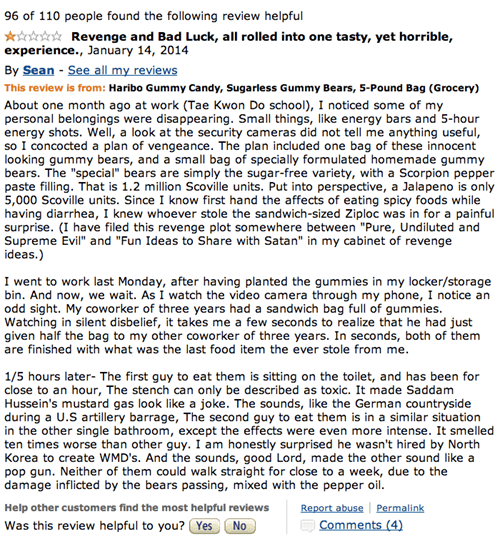 96 of 110 people found the following review helpful
Revenge and Bad Luck, all rolled into one tasty, yet horrible,
experience., January 14, 2014
By Sean - See all my reviews
This review is from: Haribo Gummy Candy, Sugarless Gummy Bears, 5-Pound Bag (Grocery)
About one month ago at work (Tae Kwon Do school), I noticed some of my
personal belongings were disappearing. Small things, like energy bars and 5-hour
energy shots. Well, a look at the security cameras did not tell me anything useful,
so I concocted a plan of vengeance. The plan included one bag of these innocent
looking gummy bears, and a small bag of specially formulated homemade gummy
bears. The "special" bears are simply the sugar-free variety, with a Scorpion pepper
paste filling. That is 1.2 million Scoville units. Put into perspective, a Jalapeno is only
5,000 Scoville units. Since I know first hand the affects of eating spicy foods while
having diarrhea, I knew whoever stole the sandwich-sized Ziploc was in for a painful
surprise. (I have filed this revenge plot somewhere between "Pure, Undiluted and
Supreme Evil" and "Fun Ideas to Share with Satan" in my cabinet of revenge
ideas.)
I went to work last Monday, after having planted the gummies in my locker/storage
bin. And now, we wait. As I watch the video camera through my phone, I notice an
odd sight. My coworker of three years had a sandwich bag full of gummies.
Watching in silent disbelief, it takes me a few seconds to realize that he had just
given half the bag to my other coworker of three years. In seconds, both of them
are finished with what was the last food item the ever stole from me.
1/5 hours later- The first guy to eat them is sitting on the toilet, and has been for
close to an hour, The stench can only be described as toxic. It made Saddam
Hussein's mustard gas look like a joke. The sounds, like the German countryside
during a U.S artillery barrage, The second guy to eat them is in a similar situation
in the other single bathroom, except the effects were even more intense. It smelled
ten times worse than other guy. I am honestly surprised he wasn't hired by North
Korea to create WMD's. And the sounds, good Lord, made the other sound like a
pop gun. Neither of them could walk straight for close to a week, due to the
damage inflicted by the bears passing, mixed with the pepper oil.
Help other customers find the most helpful reviews
Report abuse | Permalink
Was this review helpful to you? Yes No
Comments (4)